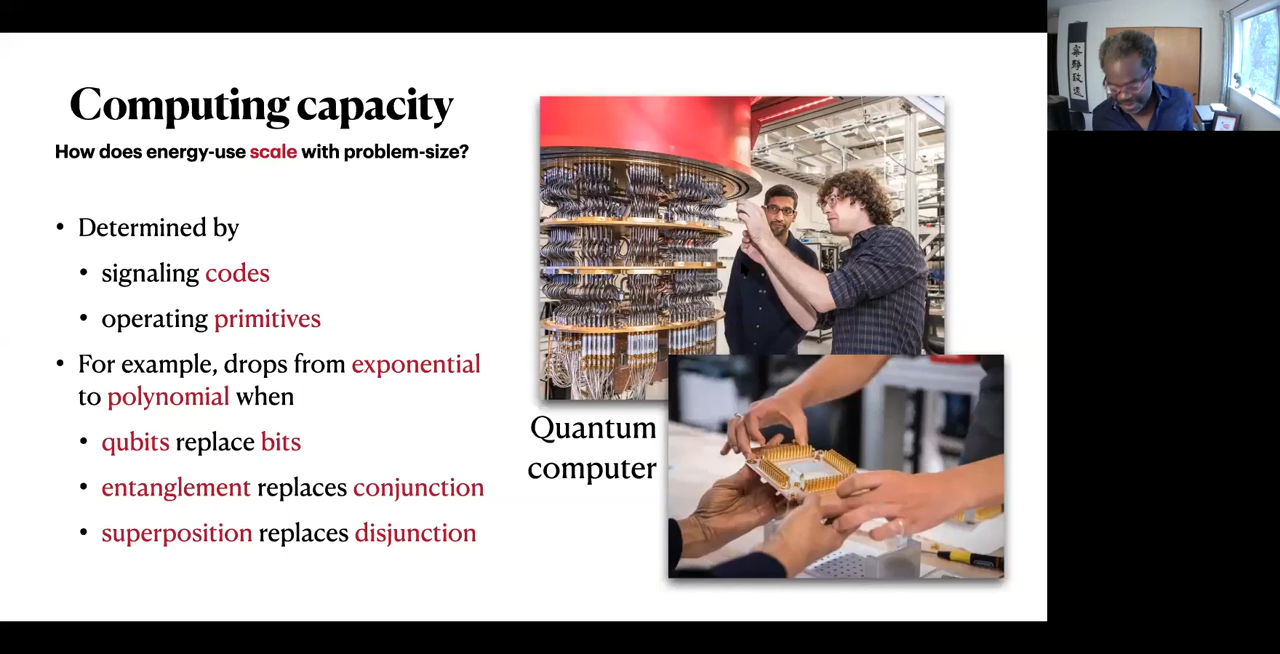 Computing capacity
How does energy-use scale with problem-size?
• Determined by
• signaling codes
• operating primitives
• For example, drops from exponential
to polynomial when
• qubits replace bits
• entanglement replaces conjunction
• superposition replaces disjunction
Quantum
computer